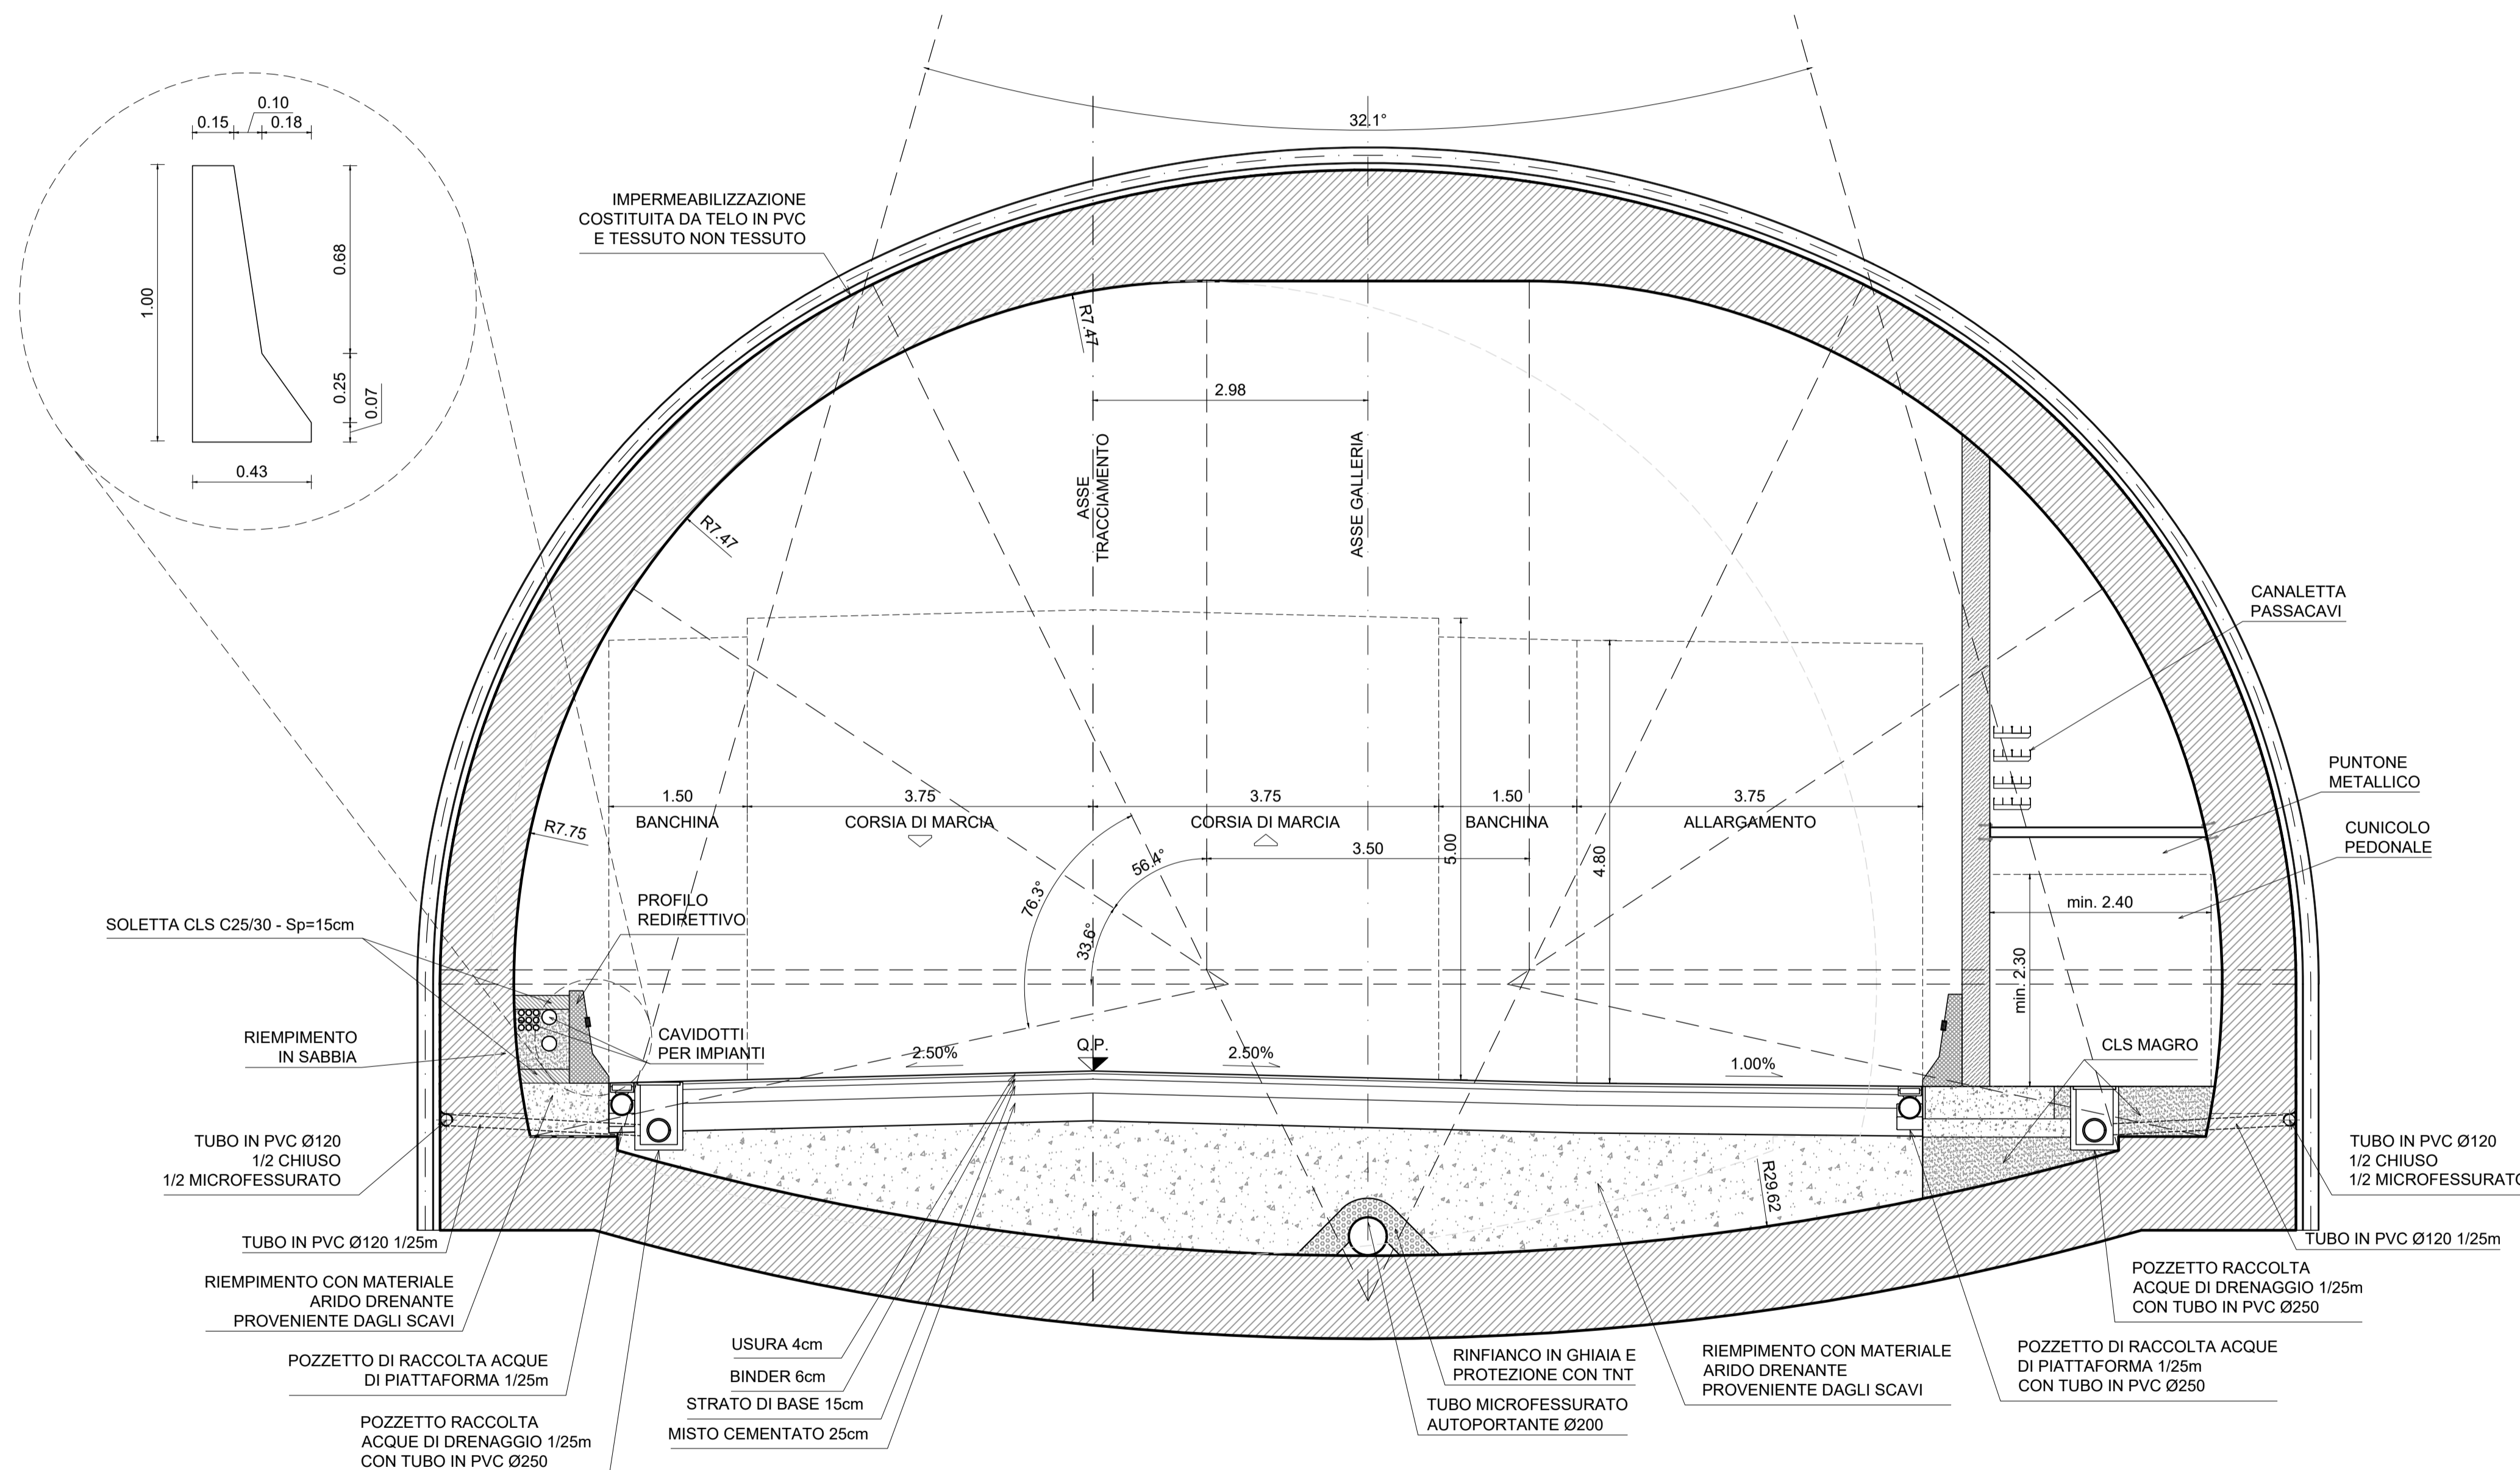 0.10
0.15
0.18
0.68
1.00
0.25
0.07
0.43
32.1°
IMPERMEABILIZZAZIONE
COSTITUITA DA TELO IN PVC
E TESSUTO NON TESSUTO
R7.47
2.98
ASSE
TRACCIAMENTO
ASSE GALLERIA
R7.47
CANALETTA
PASSACAVI
PUNTONE
METALLICO
CUNICOLO
PEDONALE
1.50
3.75
3.75
1.50
3.75
BANCHINA
CORSIA DI MARCIA
CORSIA DI MARCIA
BANCHINA
ALLARGAMENTO
R7.75
3.50
5.00
4.80
56.4°
76.3°
33.6°
min. 2.40
min. 2.30
PROFILO
REDIRETTIVO
SOLETTA CLS C25/30 - Sp=15cm
RIEMPIMENTO
IN SABBIA
CAVIDOTTI
PER IMPIANTI
2.50%
Q.P.
2.50%
1.00%
CLS MAGRO
TUBO IN PVC Ø120
1/2 CHIUSO
1/2 MICROFESSURATO
R29.62
TUBO IN PVC Ø120
1/2 CHIUSO
1/2 MICROFESSURATO
TUBO IN PVC Ø120 1/25m
TUBO IN PVC Ø120 1/25m
RIEMPIMENTO CON MATERIALE
ARIDO DRENANTE
PROVENIENTE DAGLI SCAVI
POZZETTO RACCOLTA
ACQUE DI DRENAGGIO 1/25m
CON TUBO IN PVC Ø250
POZZETTO DI RACCOLTA ACQUE
DI PIATTAFORMA 1/25m
USURA 4cm
BINDER 6cm
STRATO DI BASE 15cm
MISTO CEMENTATO 25cm
RINFIANCO IN GHIAIA E
PROTEZIONE CON TNT
TUBO MICROFESSURATO
AUTOPORTANTE Ø200
RIEMPIMENTO CON MATERIALE
ARIDO DRENANTE
PROVENIENTE DAGLI SCAVI
POZZETTO DI RACCOLTA ACQUE
DI PIATTAFORMA 1/25m
CON TUBO IN PVC Ø250
POZZETTO RACCOLTA
ACQUE DI DRENAGGIO 1/25m
CON TUBO IN PVC Ø250